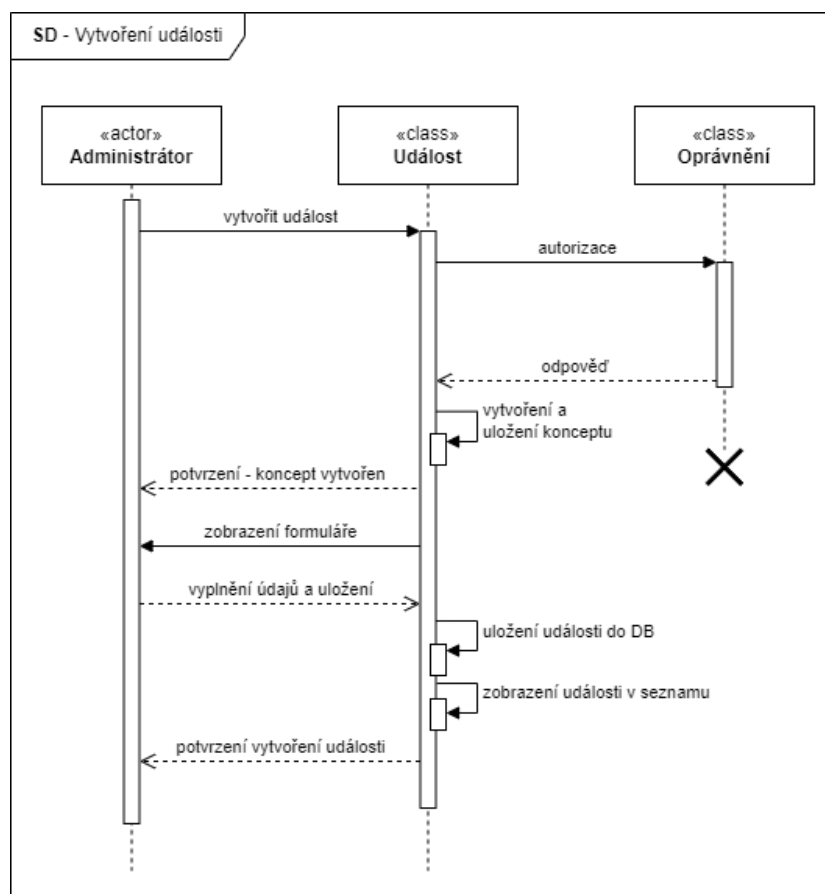 SD - Vytvoření události
«actor»
Administrátor
«class»
Událost
«class»
Oprávnění
vytvořit událost
autorizace
odpověď
vytvoření a
uložení konceptu
potvrzení - koncept vytvořen
zobrazení formuláře
vyplnění údajů a uložení
uložení události do DB
zobrazení události v seznamu
potvrzení vytvoření události